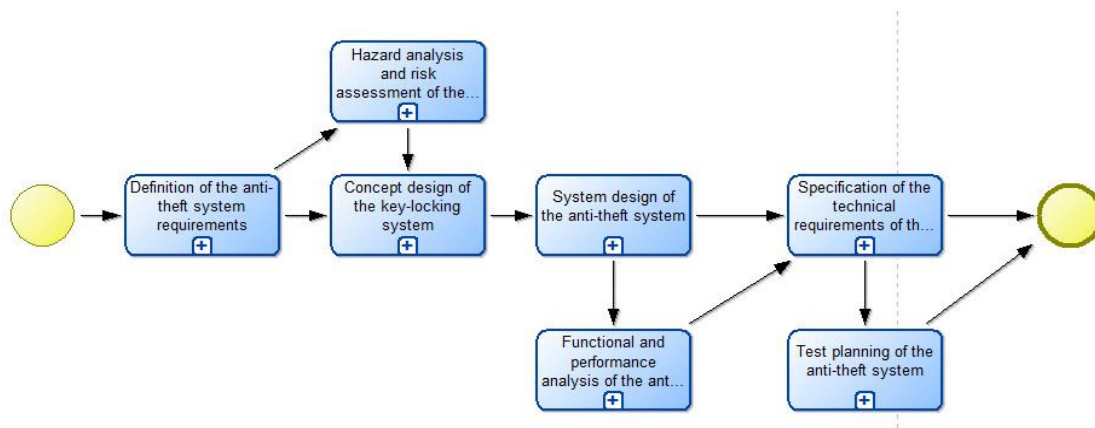 Hazard analysis
and risk
assessment of the...
Definition of the anti-
theft system
requirements
Concept design of
the key-locking
system
System design of
the anti-theft system
Specification of the
technical
requirements of th...
Functional and
performance
analysis of the ant...
Test planning of the
anti-theft system